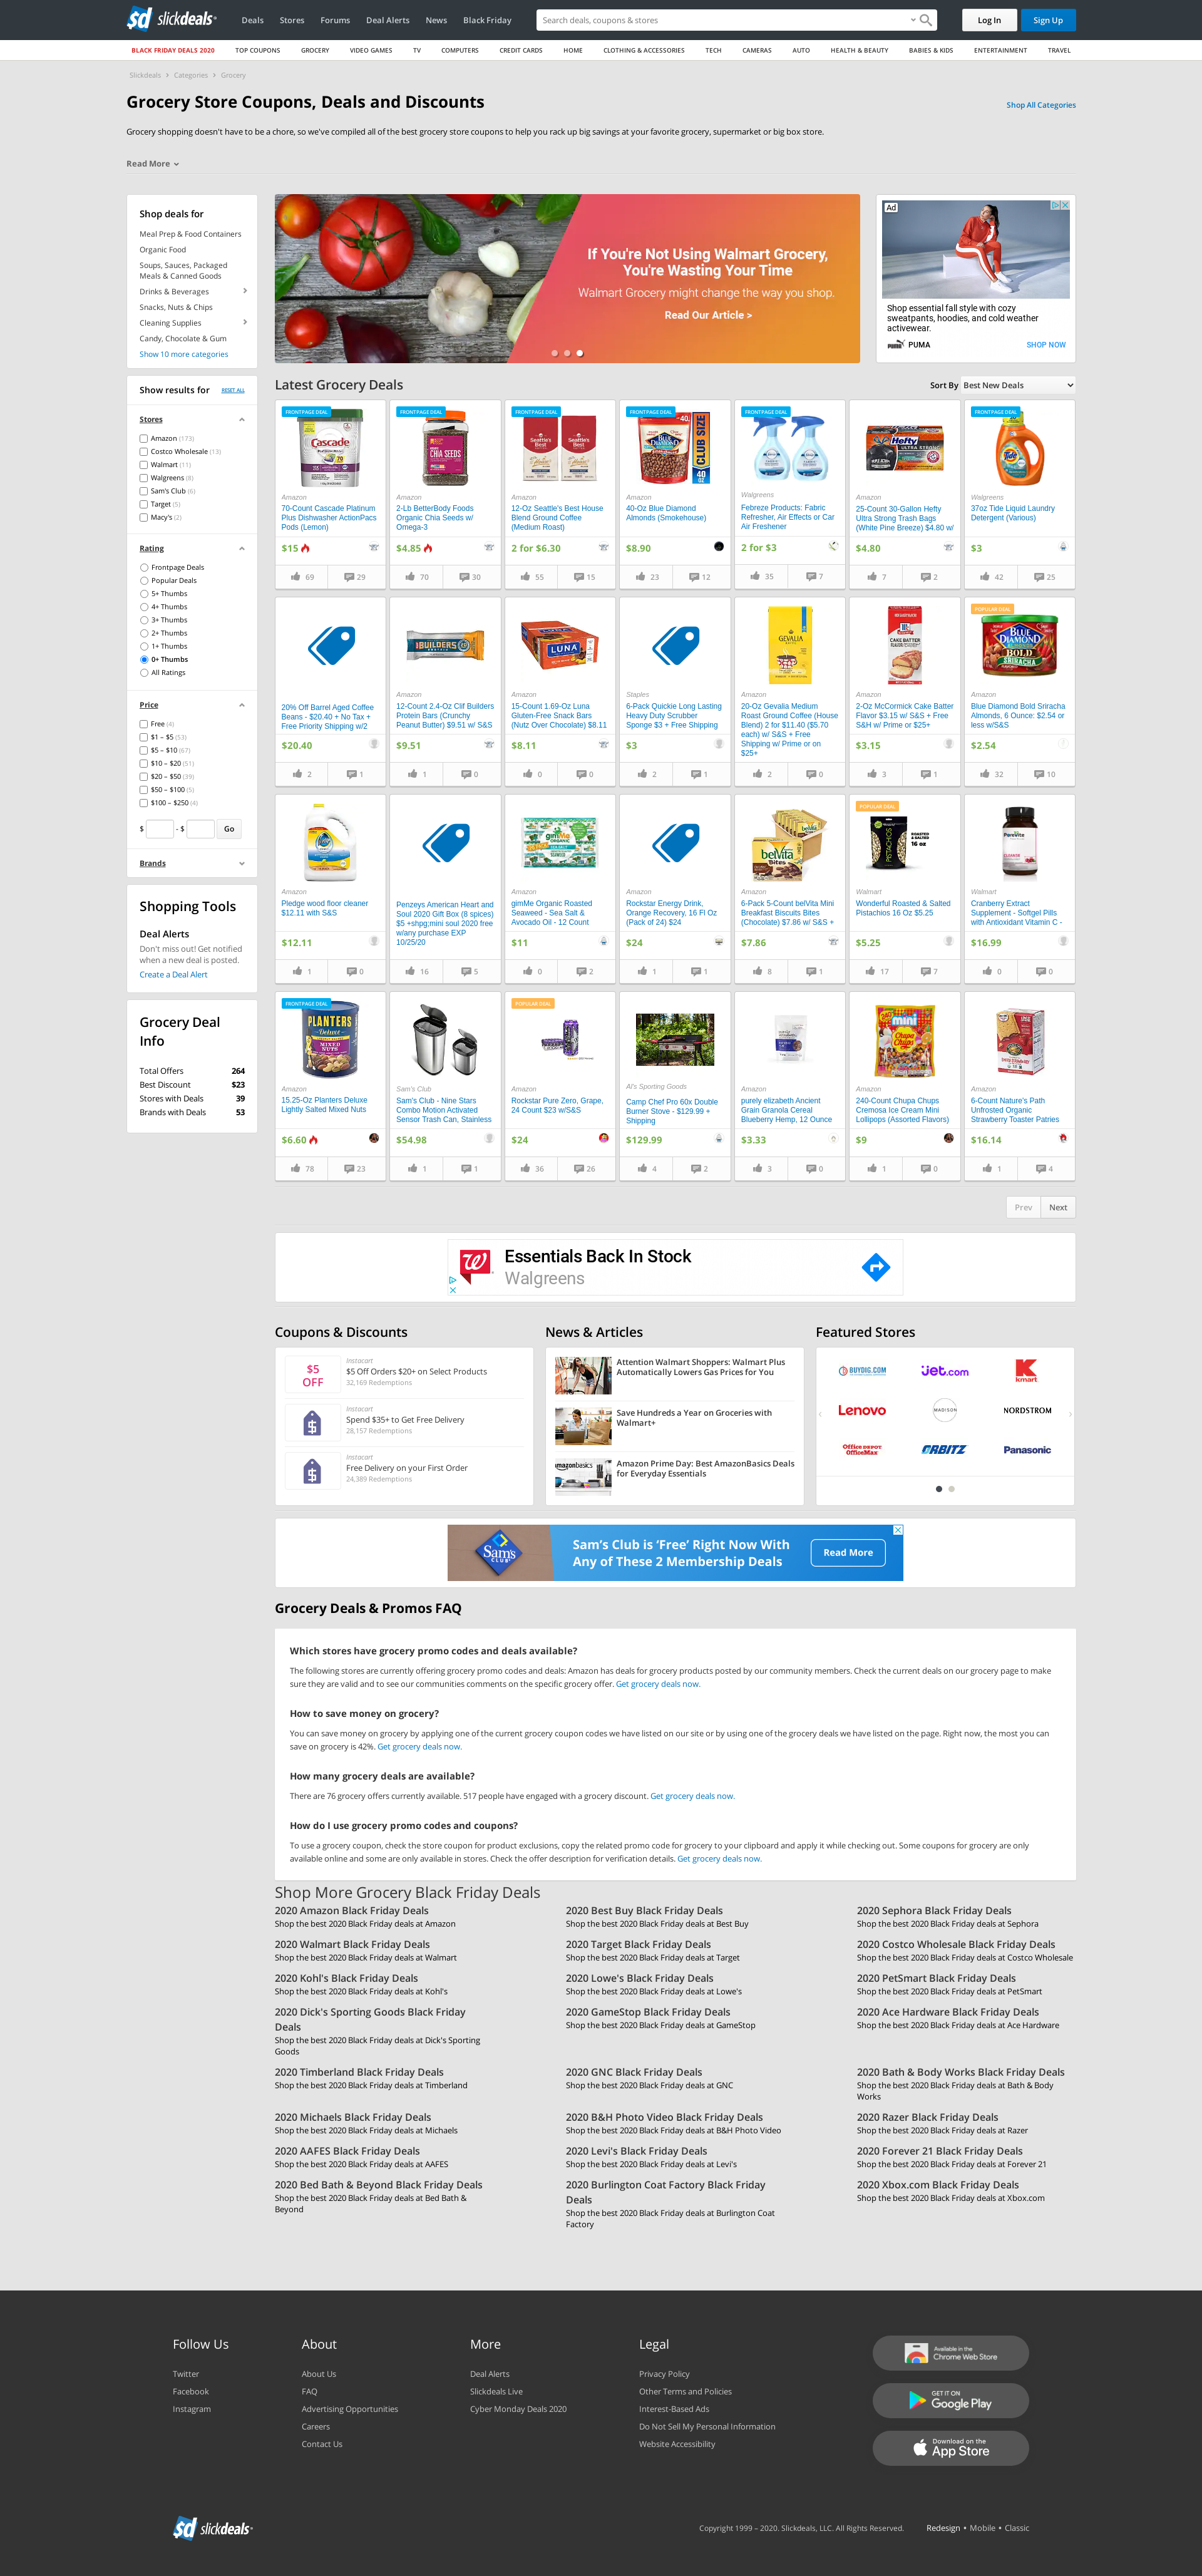 sd slickdeals
Deals Stores Forums Deal Alerts News Black Friday
Search deals, coupons & stores
Log In
Sign Up
BLACK FRIDAY DEALS 2020 TOP COUPONS GROCERY VIDEO GAMES TV COMPUTERS CREDIT CARDS HOME CLOTHING & ACCESSORIES TECH CAMERAS AUTO HEALTH & BEAUTY BABIES & KIDS ENTERTAINMENT TRAVEL
Slickdeals › Categories › Grocery
Grocery Store Coupons, Deals and Discounts
Shop All Categories
Grocery shopping doesn't have to be a chore, so we've compiled all of the best grocery store coupons to help you rack up big savings at your favorite grocery, supermarket or big box store.
Read More
Shop deals for
Meal Prep & Food Containers
Organic Food
Soups, Sauces, Packaged
Meals & Canned Goods
Drinks & Beverages
Snacks, Nuts & Chips
Cleaning Supplies
Candy, Chocolate & Gum
Show 10 more categories
Show results for RESET ALL
Stores
Amazon (173)
Costco Wholesale (13)
Walmart (11)
Walgreens (8)
Sam's Club (6)
Target (5)
Macy's (2)
Rating
Frontpage Deals
Popular Deals
5+ Thumbs
4+ Thumbs
3+ Thumbs
2+ Thumbs
1+ Thumbs
0+ Thumbs
All Ratings
Price
Free (4)
$1 – $5 (53)
$5 – $10 (67)
$10 – $20 (51)
$20 – $50 (39)
$50 – $100 (5)
$100 – $250 (4)
$ - $ Go
Brands
Shopping Tools
Deal Alerts
Don't miss out! Get notified
when a new deal is posted.
Create a Deal Alert
Grocery Deal
Info
Total Offers 264
Best Discount $23
Stores with Deals 39
Brands with Deals 53
If You're Not Using Walmart Grocery,
You're Wasting Your Time
Walmart Grocery might change the way you shop.
Read Our Article >
Ad
Shop essential fall style with cozy
sweatpants, hoodies, and cold weather
activewear.
PUMA SHOP NOW
Latest Grocery Deals
Sort By Best New Deals
FRONTPAGE DEAL
Amazon
70-Count Cascade Platinum
Plus Dishwasher ActionPacs
Pods (Lemon)
$15
69 29
FRONTPAGE DEAL
Amazon
2-Lb BetterBody Foods
Organic Chia Seeds w/
Omega-3
$4.85
70 30
FRONTPAGE DEAL
Amazon
12-Oz Seattle's Best House
Blend Ground Coffee
(Medium Roast)
2 for $6.30
55 15
FRONTPAGE DEAL
Amazon
40-Oz Blue Diamond
Almonds (Smokehouse)
$8.90
23 12
FRONTPAGE DEAL
Walgreens
Febreze Products: Fabric
Refresher, Air Effects or Car
Air Freshener
2 for $3
35 7
Amazon
25-Count 30-Gallon Hefty
Ultra Strong Trash Bags
(White Pine Breeze) $4.80 w/
$4.80
7 2
FRONTPAGE DEAL
Walgreens
37oz Tide Liquid Laundry
Detergent (Various)
$3
42 25
20% Off Barrel Aged Coffee
Beans - $20.40 + No Tax +
Free Priority Shipping w/2
$20.40
2 1
Amazon
12-Count 2.4-Oz Clif Builders
Protein Bars (Crunchy
Peanut Butter) $9.51 w/ S&S
$9.51
1 0
Amazon
15-Count 1.69-Oz Luna
Gluten-Free Snack Bars
(Nutz Over Chocolate) $8.11
$8.11
0 0
Staples
6-Pack Quickie Long Lasting
Heavy Duty Scrubber
Sponge $3 + Free Shipping
$3
2 1
Amazon
20-Oz Gevalia Medium
Roast Ground Coffee (House
Blend) 2 for $11.40 ($5.70
each) w/ S&S + Free
Shipping w/ Prime or on
$25+
2 0
Amazon
2-Oz McCormick Cake Batter
Flavor $3.15 w/ S&S + Free
S&H w/ Prime or $25+
$3.15
3 1
POPULAR DEAL
Amazon
Blue Diamond Bold Sriracha
Almonds, 6 Ounce: $2.54 or
less w/S&S
$2.54
32 10
Amazon
Pledge wood floor cleaner
$12.11 with S&S
$12.11
1 0
Penzeys American Heart and
Soul 2020 Gift Box (8 spices)
$5 +shpg;mini soul 2020 free
w/any purchase EXP
10/25/20
16 5
Amazon
gimMe Organic Roasted
Seaweed - Sea Salt &
Avocado Oil - 12 Count
$11
0 2
Amazon
Rockstar Energy Drink,
Orange Recovery, 16 Fl Oz
(Pack of 24) $24
$24
1 1
Amazon
6-Pack 5-Count belVita Mini
Breakfast Biscuits Bites
(Chocolate) $7.86 w/ S&S +
$7.86
8 1
POPULAR DEAL
Walmart
Wonderful Roasted & Salted
Pistachios 16 Oz $5.25
$5.25
17 7
Walmart
Cranberry Extract
Supplement - Softgel Pills
with Antioxidant Vitamin C -
$16.99
0 0
FRONTPAGE DEAL
Amazon
15.25-Oz Planters Deluxe
Lightly Salted Mixed Nuts
$6.60
78 23
Sam's Club
Sam's Club - Nine Stars
Combo Motion Activated
Sensor Trash Can, Stainless
$54.98
1 1
POPULAR DEAL
Amazon
Rockstar Pure Zero, Grape,
24 Count $23 w/S&S
$24
36 26
Al's Sporting Goods
Camp Chef Pro 60x Double
Burner Stove - $129.99 +
Shipping
$129.99
4 2
Amazon
purely elizabeth Ancient
Grain Granola Cereal
Blueberry Hemp, 12 Ounce
$3.33
3 0
Amazon
240-Count Chupa Chups
Cremosa Ice Cream Mini
Lollipops (Assorted Flavors)
$9
1 0
Amazon
6-Count Nature's Path
Unfrosted Organic
Strawberry Toaster Patries
$16.14
1 4
Prev Next
Essentials Back In Stock
Walgreens
Coupons & Discounts
$5
OFF
Instacart
$5 Off Orders $20+ on Select Products
32,169 Redemptions
Instacart
Spend $35+ to Get Free Delivery
28,157 Redemptions
Instacart
Free Delivery on your First Order
24,389 Redemptions
News & Articles
Attention Walmart Shoppers: Walmart Plus
Automatically Lowers Gas Prices for You
Save Hundreds a Year on Groceries with
Walmart+
amazonbasics
Amazon Prime Day: Best AmazonBasics Deals
for Everyday Essentials
Featured Stores
BUYDIG.COM jet.com kmart
Lenovo MADISON NORDSTROM
Office DEPOT OfficeMax ORBITZ Panasonic
Sam's CLUB
Sam's Club is 'Free' Right Now With
Any of These 2 Membership Deals
Read More
Grocery Deals & Promos FAQ
Which stores have grocery promo codes and deals available?
The following stores are currently offering grocery promo codes and deals: Amazon has deals for grocery products posted by our community members. Check the current deals on our grocery page to make
sure they are valid and to see our communities comments on the specific grocery offer. Get grocery deals now.
How to save money on grocery?
You can save money on grocery by applying one of the current grocery coupon codes we have listed on our site or by using one of the grocery deals we have listed on the page. Right now, the most you can
save on grocery is 42%. Get grocery deals now.
How many grocery deals are available?
There are 76 grocery offers currently available. 517 people have engaged with a grocery discount. Get grocery deals now.
How do I use grocery promo codes and coupons?
To use a grocery coupon, check the store coupon for product exclusions, copy the related promo code for grocery to your clipboard and apply it while checking out. Some coupons for grocery are only
available online and some are only available in stores. Check the offer description for verification details. Get grocery deals now.
Shop More Grocery Black Friday Deals
2020 Amazon Black Friday Deals
Shop the best 2020 Black Friday deals at Amazon
2020 Best Buy Black Friday Deals
Shop the best 2020 Black Friday deals at Best Buy
2020 Sephora Black Friday Deals
Shop the best 2020 Black Friday deals at Sephora
2020 Walmart Black Friday Deals
Shop the best 2020 Black Friday deals at Walmart
2020 Target Black Friday Deals
Shop the best 2020 Black Friday deals at Target
2020 Costco Wholesale Black Friday Deals
Shop the best 2020 Black Friday deals at Costco Wholesale
2020 Kohl's Black Friday Deals
Shop the best 2020 Black Friday deals at Kohl's
2020 Lowe's Black Friday Deals
Shop the best 2020 Black Friday deals at Lowe's
2020 PetSmart Black Friday Deals
Shop the best 2020 Black Friday deals at PetSmart
2020 Dick's Sporting Goods Black Friday
Deals
Shop the best 2020 Black Friday deals at Dick's Sporting
Goods
2020 GameStop Black Friday Deals
Shop the best 2020 Black Friday deals at GameStop
2020 Ace Hardware Black Friday Deals
Shop the best 2020 Black Friday deals at Ace Hardware
2020 Timberland Black Friday Deals
Shop the best 2020 Black Friday deals at Timberland
2020 GNC Black Friday Deals
Shop the best 2020 Black Friday deals at GNC
2020 Bath & Body Works Black Friday Deals
Shop the best 2020 Black Friday deals at Bath & Body
Works
2020 Michaels Black Friday Deals
Shop the best 2020 Black Friday deals at Michaels
2020 B&H Photo Video Black Friday Deals
Shop the best 2020 Black Friday deals at B&H Photo Video
2020 Razer Black Friday Deals
Shop the best 2020 Black Friday deals at Razer
2020 AAFES Black Friday Deals
Shop the best 2020 Black Friday deals at AAFES
2020 Levi's Black Friday Deals
Shop the best 2020 Black Friday deals at Levi's
2020 Forever 21 Black Friday Deals
Shop the best 2020 Black Friday deals at Forever 21
2020 Bed Bath & Beyond Black Friday Deals
Shop the best 2020 Black Friday deals at Bed Bath &
Beyond
2020 Burlington Coat Factory Black Friday
Deals
Shop the best 2020 Black Friday deals at Burlington Coat
Factory
2020 Xbox.com Black Friday Deals
Shop the best 2020 Black Friday deals at Xbox.com
Follow Us
Twitter
Facebook
Instagram
About
About Us
FAQ
Advertising Opportunities
Careers
Contact Us
More
Deal Alerts
Slickdeals Live
Cyber Monday Deals 2020
Legal
Privacy Policy
Other Terms and Policies
Interest-Based Ads
Do Not Sell My Personal Information
Website Accessibility
Available in the
Chrome Web Store
GET IT ON
Google Play
Download on the
App Store
sd slickdeals
Copyright 1999 – 2020. Slickdeals, LLC. All Rights Reserved.
Redesign • Mobile • Classic